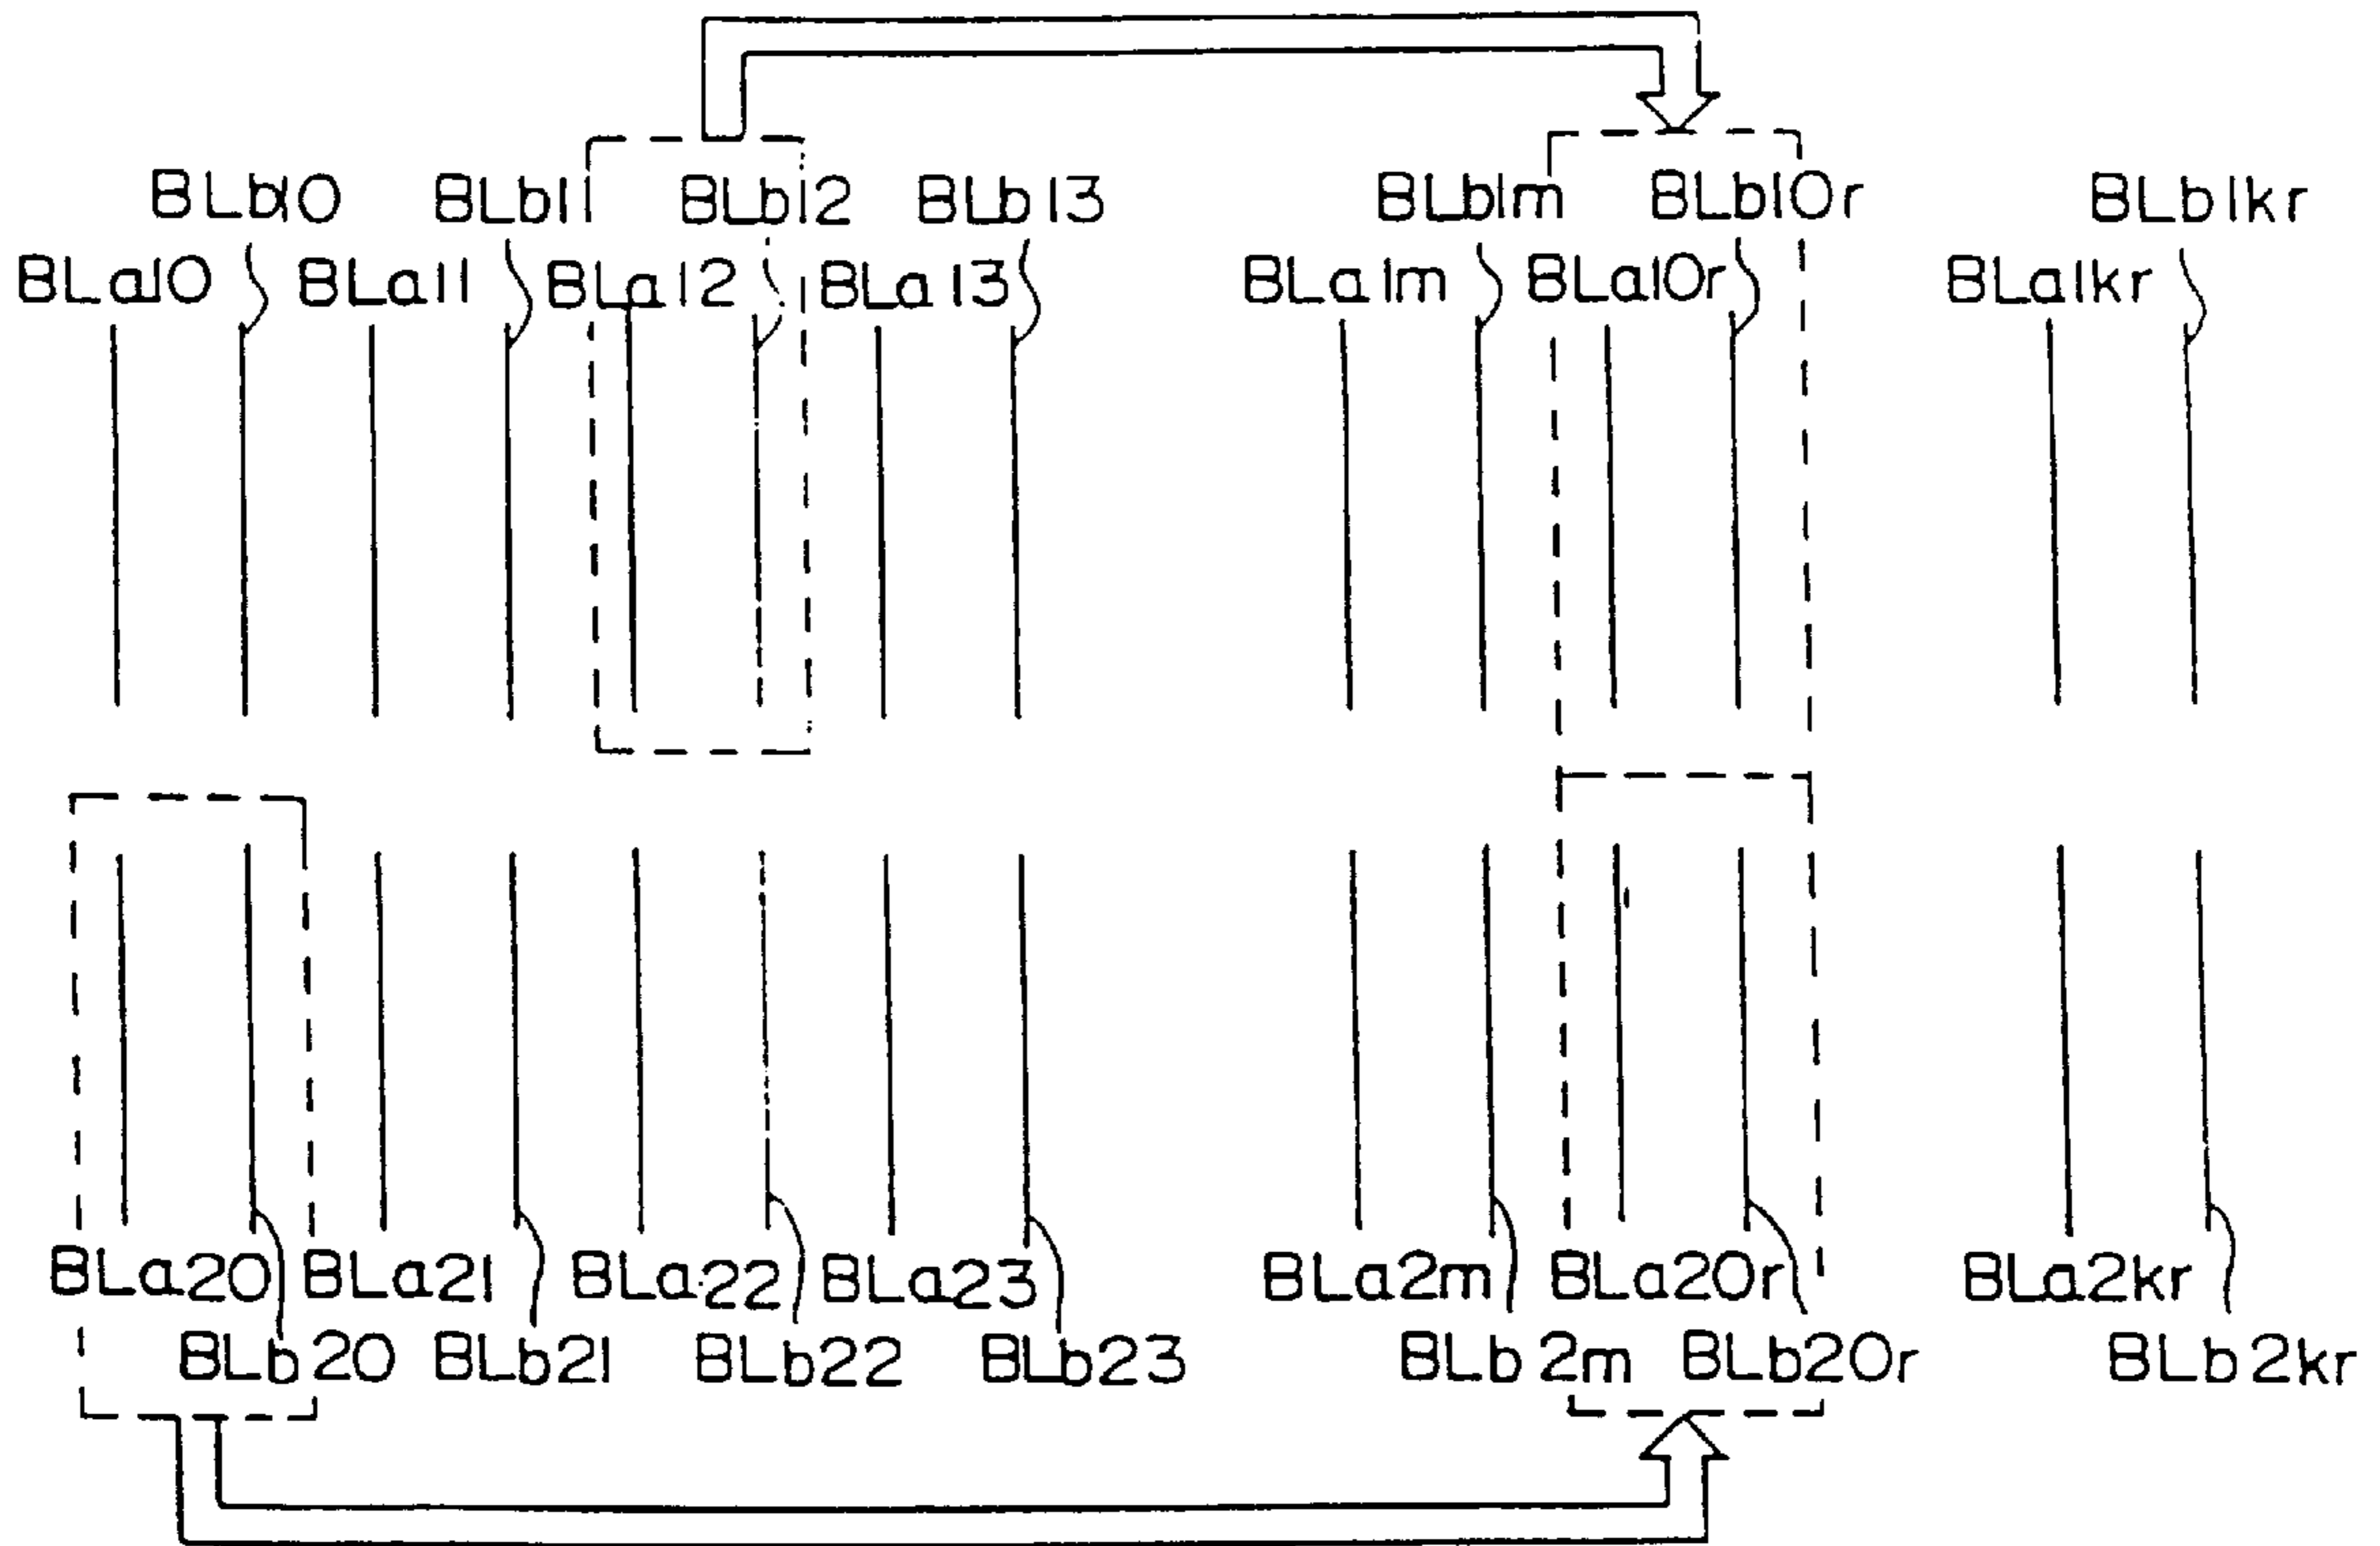 BLb10 BLb11 BLb12 BLb13 BLb1m BLb10r BLb1kr
BLa10 BLa11 BLa12 BLa13 BLa1m BLa10r BLa1kr
BLa20 BLa21 BLa22 BLa23 BLa2m BLa20r BLa2kr
BLb20 BLb21 BLb22 BLb23 BLb2m BLb20r BLb2kr